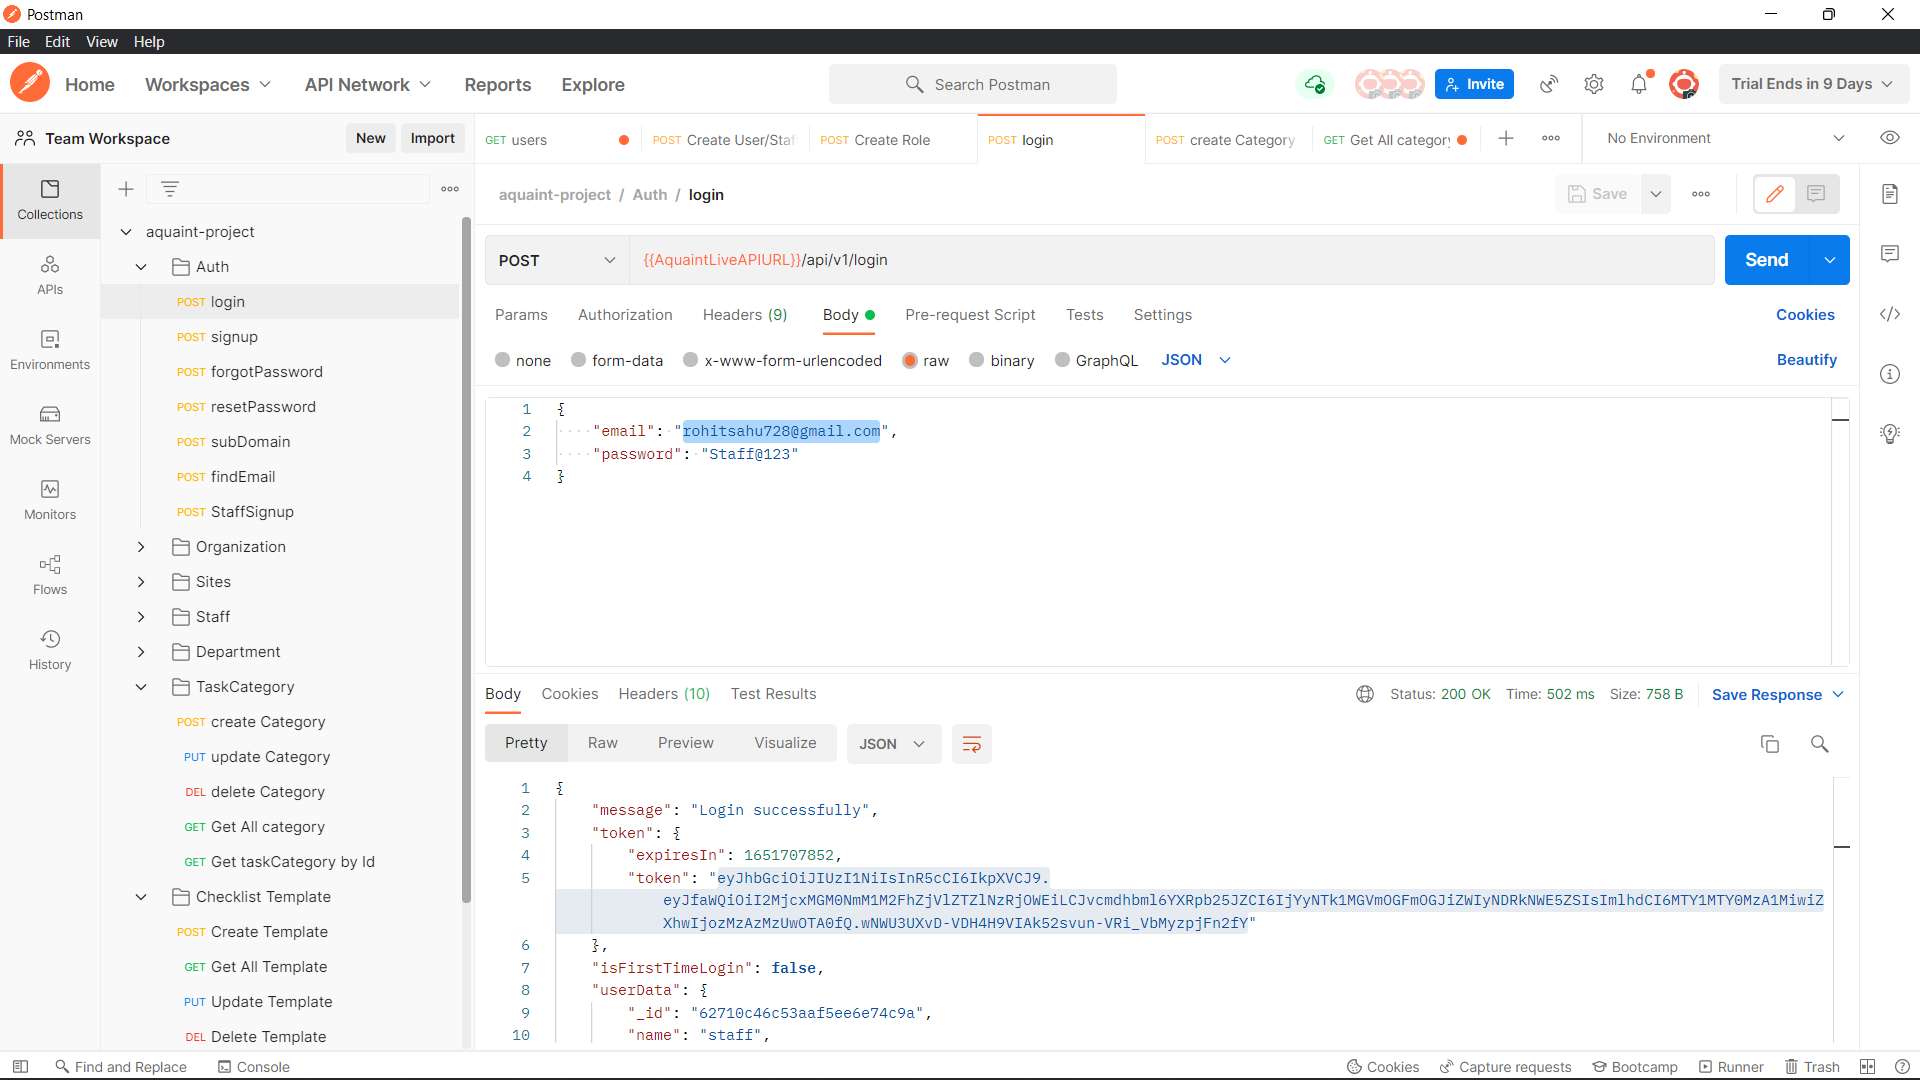 Postman
File Edit View Help
Home Workspaces API Network Reports Explore Search Postman Invite Trial Ends in 9 Days
Team Workspace New Import GET users POST Create User/Staf POST Create Role POST login POST create Category GET Get All category No Environment
Collections
APIs
Environments
Mock Servers
Monitors
Flows
History
aquaint-project
Auth
POST login
POST signup
POST forgotPassword
POST resetPassword
POST subDomain
POST findEmail
POST StaffSignup
Organization
Sites
Staff
Department
TaskCategory
POST create Category
PUT update Category
DEL delete Category
GET Get All category
GET Get taskCategory by Id
Checklist Template
POST Create Template
GET Get All Template
PUT Update Template
DEL Delete Template
aquaint-project / Auth / login Save
POST {{AquaintLiveAPIURL}}/api/v1/login Send
Params Authorization Headers (9) Body Pre-request Script Tests Settings Cookies
none form-data x-www-form-urlencoded raw binary GraphQL JSON Beautify
1 {
2 "email": "rohitsahu728@gmail.com",
3 "password": "Staff@123"
4 }
Body Cookies Headers (10) Test Results Status: 200 OK Time: 502 ms Size: 758 B Save Response
Pretty Raw Preview Visualize JSON
1 {
2 "message": "Login successfully",
3 "token": {
4 "expiresIn": 1651707852,
5 "token": "eyJhbGciOiJIUzI1NiIsInR5cCI6IkpXVCJ9.
eyJfaWQiOiI2MjcxMGM0NmM1M2FhZjVlZTZlNzRjOWEiLCJvcmdhbml6YXRpb25JZCI6IjYyNTk1MGVmOGFmOGJiZWIyNDRkNWE5ZSIsImlhdCI6MTY1MTY0MzA1MiwiZ
XhwIjozMzAzMzUwOTA0fQ.wNWU3UXvD-VDH4H9VIAk52svun-VRi_VbMyzpjFn2fY"
6 },
7 "isFirstTimeLogin": false,
8 "userData": {
9 "_id": "62710c46c53aaf5ee6e74c9a",
10 "name": "staff",
Find and Replace Console Cookies Capture requests Bootcamp Runner Trash